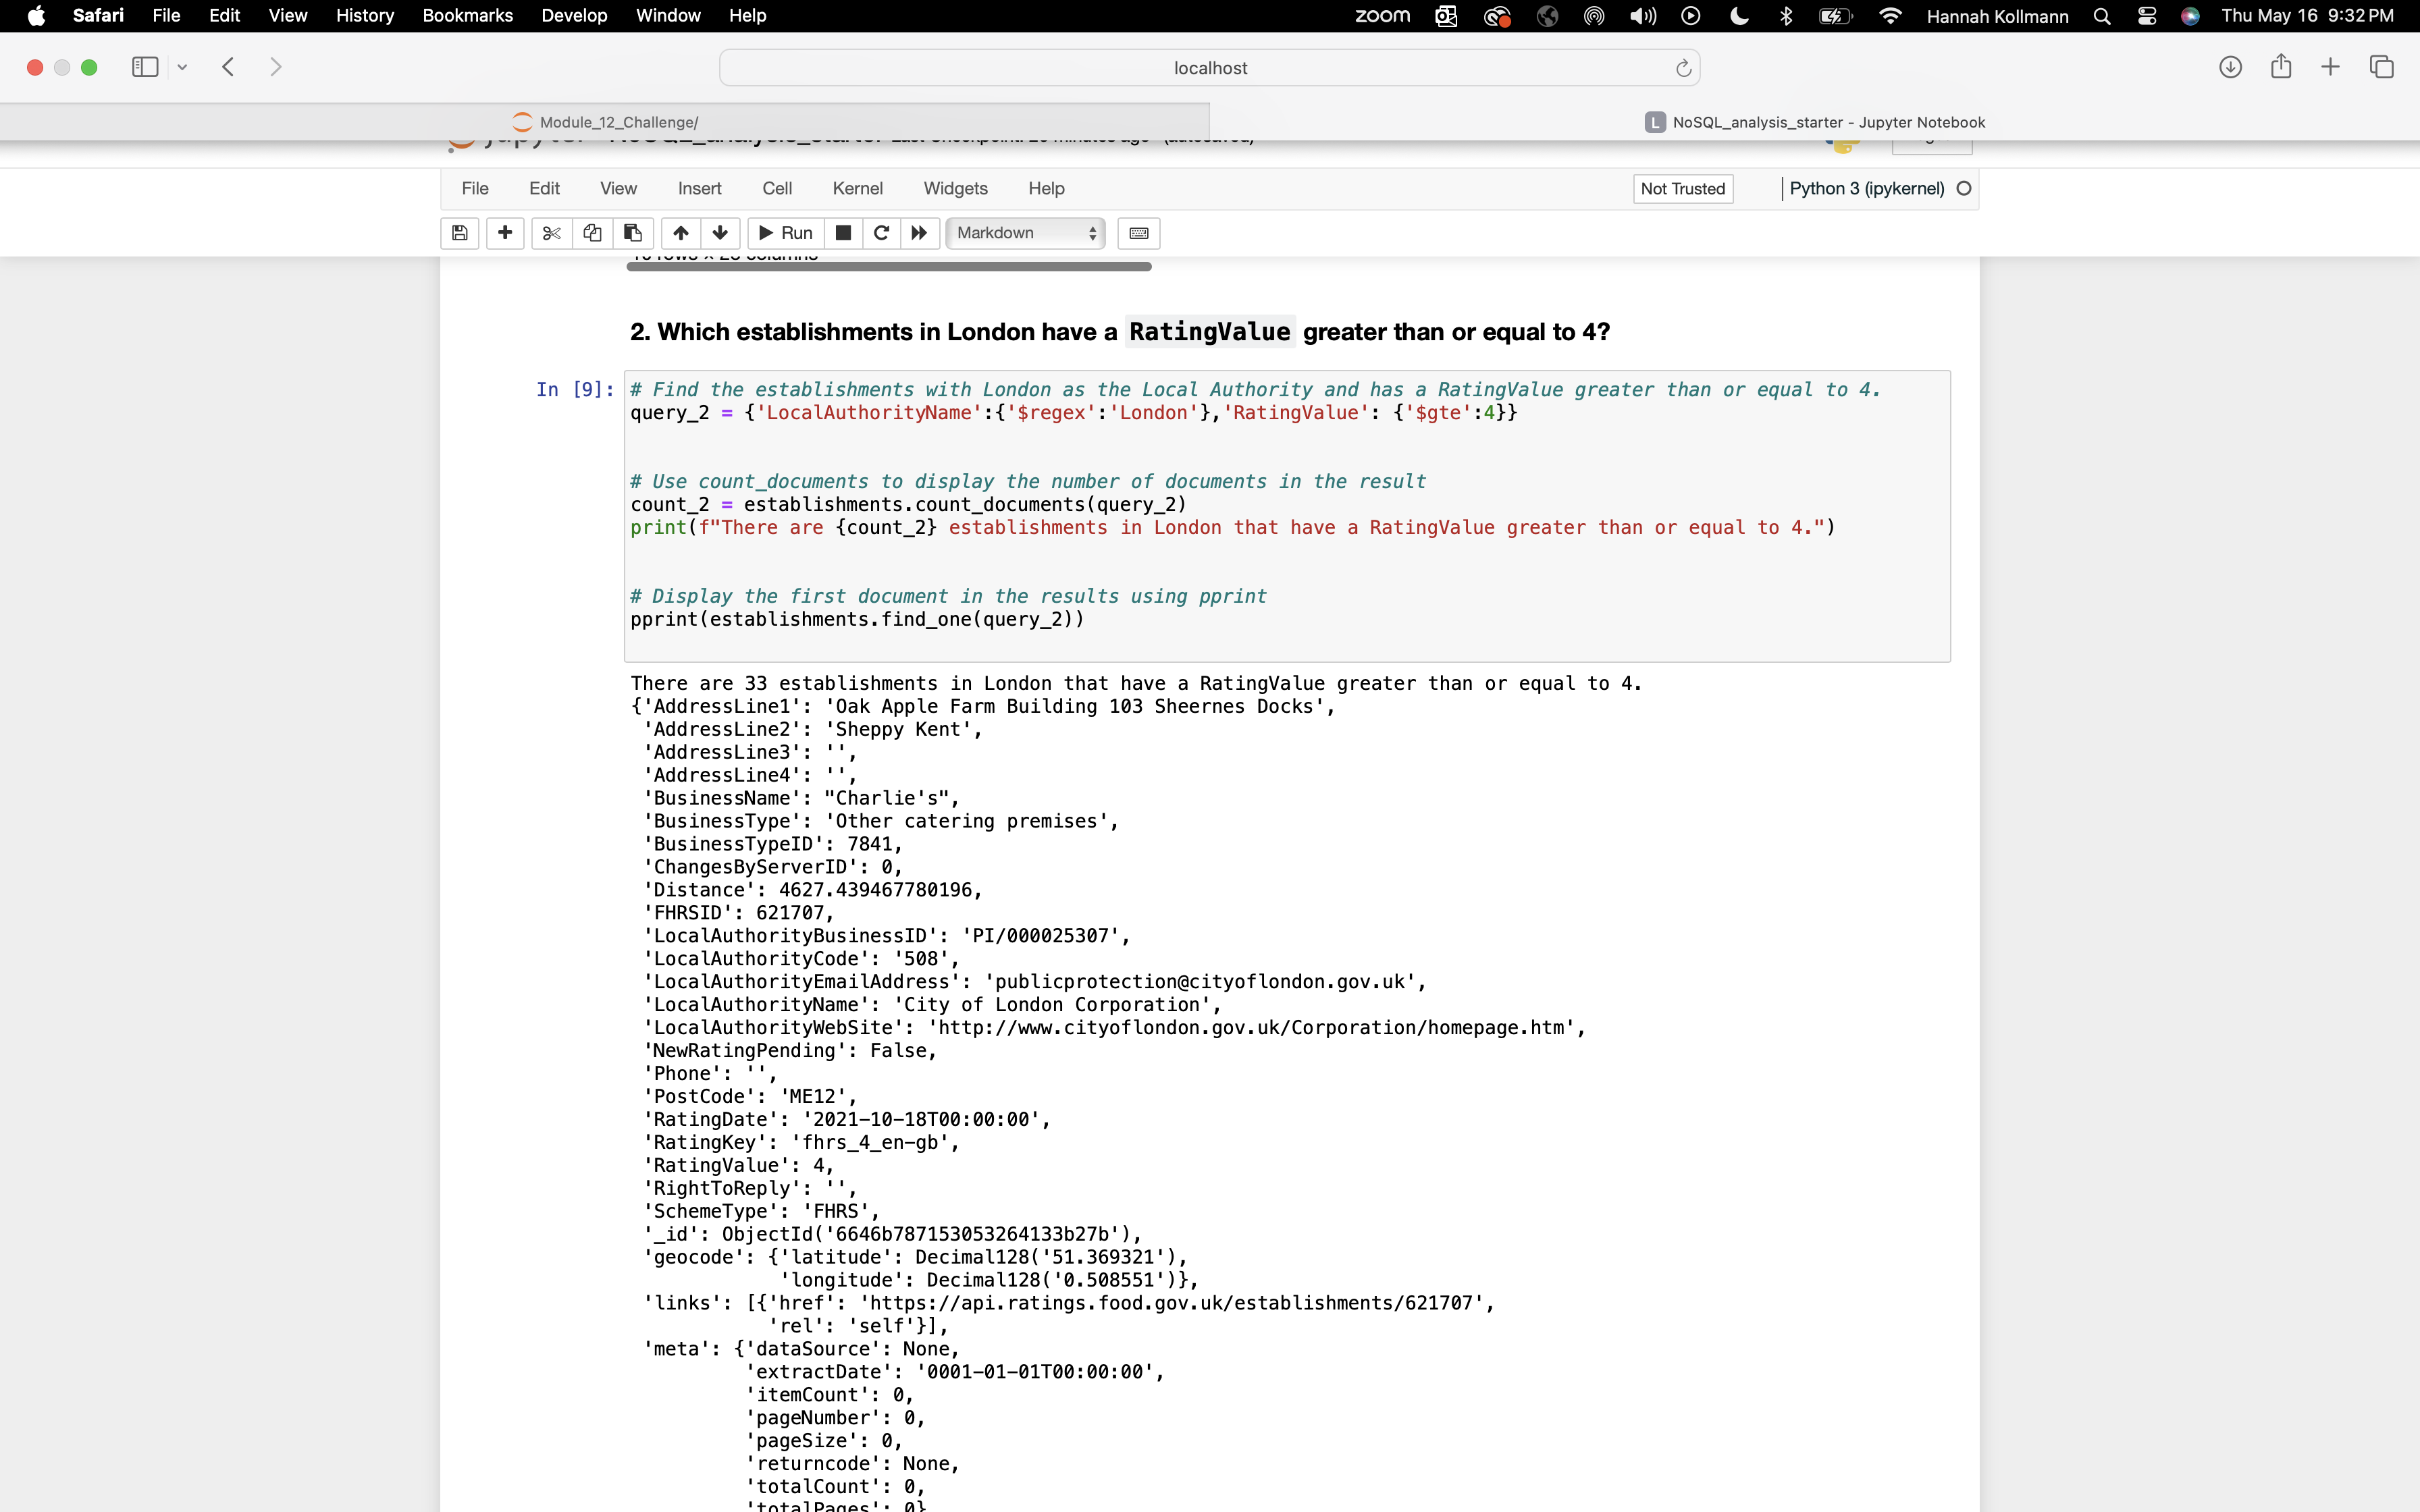 Safari File Edit View History Bookmarks Develop Window Help zoom Hannah Kollmann Thu May 16 9:32 PM
localhost
Module_12_Challenge/ NoSQL_analysis_starter - Jupyter Notebook
File Edit View Insert Cell Kernel Widgets Help Not Trusted Python 3 (ipykernel)
Run Markdown
2. Which establishments in London have a RatingValue greater than or equal to 4?
In [9]: # Find the establishments with London as the Local Authority and has a RatingValue greater than or equal to 4.
query_2 = {'LocalAuthorityName':{'$regex':'London'},'RatingValue': {'$gte':4}}
# Use count_documents to display the number of documents in the result
count_2 = establishments.count_documents(query_2)
print(f"There are {count_2} establishments in London that have a RatingValue greater than or equal to 4.")
# Display the first document in the results using pprint
pprint(establishments.find_one(query_2))
There are 33 establishments in London that have a RatingValue greater than or equal to 4.
{'AddressLine1': 'Oak Apple Farm Building 103 Sheernes Docks',
'AddressLine2': 'Sheppy Kent',
'AddressLine3': '',
'AddressLine4': '',
'BusinessName': "Charlie's",
'BusinessType': 'Other catering premises',
'BusinessTypeID': 7841,
'ChangesByServerID': 0,
'Distance': 4627.439467780196,
'FHRSID': 621707,
'LocalAuthorityBusinessID': 'PI/000025307',
'LocalAuthorityCode': '508',
'LocalAuthorityEmailAddress': 'publicprotection@cityoflondon.gov.uk',
'LocalAuthorityName': 'City of London Corporation',
'LocalAuthorityWebSite': 'http://www.cityoflondon.gov.uk/Corporation/homepage.htm',
'NewRatingPending': False,
'Phone': '',
'PostCode': 'ME12',
'RatingDate': '2021-10-18T00:00:00',
'RatingKey': 'fhrs_4_en-gb',
'RatingValue': 4,
'RightToReply': '',
'SchemeType': 'FHRS',
'_id': ObjectId('6646b787153053264133b27b'),
'geocode': {'latitude': Decimal128('51.369321'),
'longitude': Decimal128('0.508551')},
'links': [{'href': 'https://api.ratings.food.gov.uk/establishments/621707',
'rel': 'self'}],
'meta': {'dataSource': None,
'extractDate': '0001-01-01T00:00:00',
'itemCount': 0,
'pageNumber': 0,
'pageSize': 0,
'returncode': None,
'totalCount': 0,
'totalPages': 0}